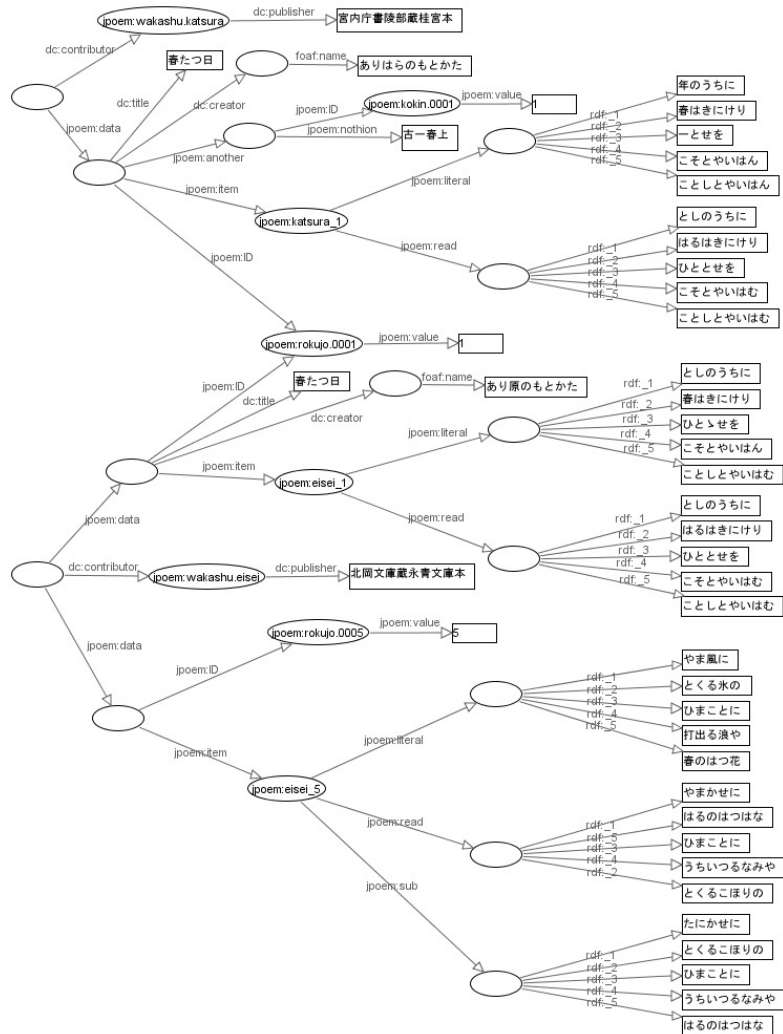 jpoem:wakashu.katsura
dc:publisher
宮内庁書陵部蔵桂宮本
dc:contributor
春たつ日
foaf:name
ありはらのもとかた
dc:title
dc:creator
jpoem:ID
jpoem:kokin.0001
jpoem:value
1
jpoem:data
jpoem:nothion
古一春上
jpoem:another
年のうちに
春はきにけり
一とせを
こそとやいはん
ことしとやいはん
rdf:_1
rdf:_2
rdf:_3
rdf:_4
rdf:_5
jpoem:item
jpoem:literal
jpoem:katsura_1
jpoem:read
としのうちに
はるはきにけり
ひととせを
こそとやいはむ
ことしとやいはむ
rdf:_1
rdf:_2
rdf:_3
rdf:_4
rdf:_5
jpoem:ID
jpoem:rokujo.0001
jpoem:value
1
jpoem:ID
春たつ日
foaf:name
あり原のもとかた
dc:title
dc:creator
としのうちに
春はきにけり
ひとゝせを
こそとやいはん
ことしとやいはむ
rdf:_1
rdf:_2
rdf:_3
rdf:_4
rdf:_5
jpoem:item
jpoem:eisei_1
jpoem:literal
jpoem:read
としのうちに
はるはきにけり
ひととせを
こそとやいはむ
ことしとやいはむ
rdf:_1
rdf:_2
rdf:_3
rdf:_4
rdf:_5
jpoem:data
dc:contributor
jpoem:wakashu.eisei
dc:publisher
北岡文庫蔵永青文庫本
jpoem:data
jpoem:rokujo.0005
jpoem:value
5
jpoem:ID
やま風に
とくる氷の
ひまことに
打出る浪や
春のはつ花
rdf:_1
rdf:_2
rdf:_3
rdf:_4
rdf:_5
jpoem:item
jpoem:literal
jpoem:eisei_5
jpoem:read
やまかせに
はるのはつはな
ひまことに
うちいつるなみや
とくるこほりの
rdf:_1
rdf:_5
rdf:_3
rdf:_4
rdf:_2
jpoem:sub
たにかせに
とくるこほりの
ひまことに
うちいつるなみや
はるのはつはな
rdf:_1
rdf:_2
rdf:_3
rdf:_4
rdf:_5